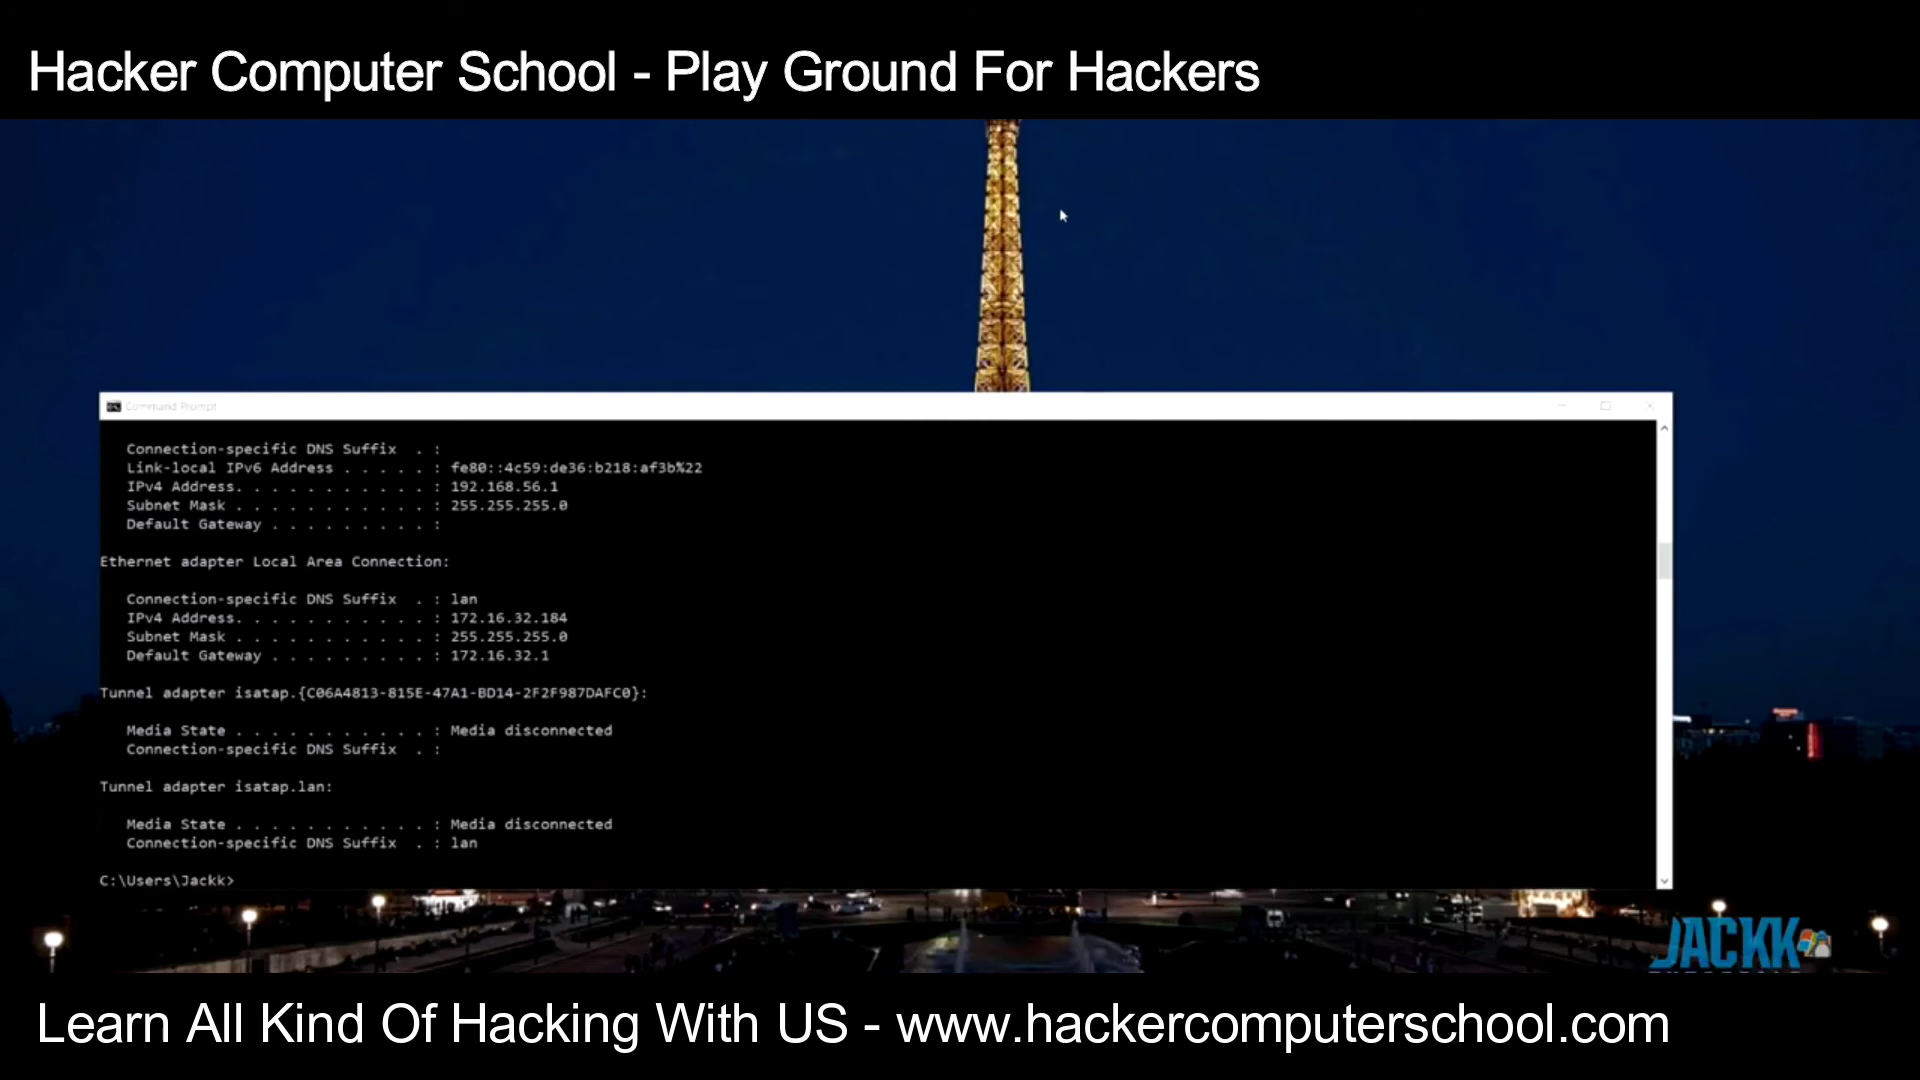 Hacker Computer School - Play Ground For Hackers
Command Prompt
Connection-specific DNS Suffix  . :
Link-local IPv6 Address . . . . . : fe80::4c59:de36:b218:af3b%22
IPv4 Address. . . . . . . . . . . : 192.168.56.1
Subnet Mask . . . . . . . . . . . : 255.255.255.0
Default Gateway . . . . . . . . . :
Ethernet adapter Local Area Connection:
Connection-specific DNS Suffix  . : lan
IPv4 Address. . . . . . . . . . . : 172.16.32.184
Subnet Mask . . . . . . . . . . . : 255.255.255.0
Default Gateway . . . . . . . . . : 172.16.32.1
Tunnel adapter isatap.{C06A4813-815E-47A1-BD14-2F2F987DAFC0}:
Media State . . . . . . . . . . . : Media disconnected
Connection-specific DNS Suffix  . :
Tunnel adapter isatap.lan:
Media State . . . . . . . . . . . : Media disconnected
Connection-specific DNS Suffix  . : lan
C:\Users\Jackk>
JACKK
Learn All Kind Of Hacking With US - www.hackercomputerschool.com